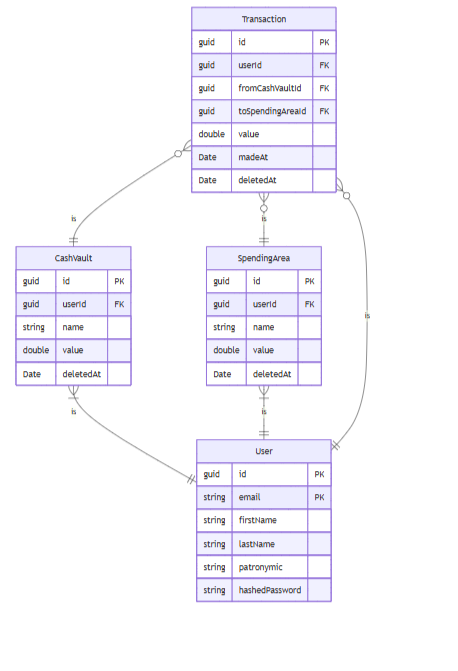 Transaction
guid id PK
guid userId FK
guid fromCashVaultId FK
guid toSpendingAreaId FK
double value
Date madeAt
Date deletedAt
is
is
CashVault
guid id PK
guid userId FK
string name
double value
Date deletedAt
SpendingArea
guid id PK
guid userId FK
string name
double value
Date deletedAt
is
is
is
User
guid id PK
string email PK
string firstName
string lastName
string patronymic
string hashedPassword